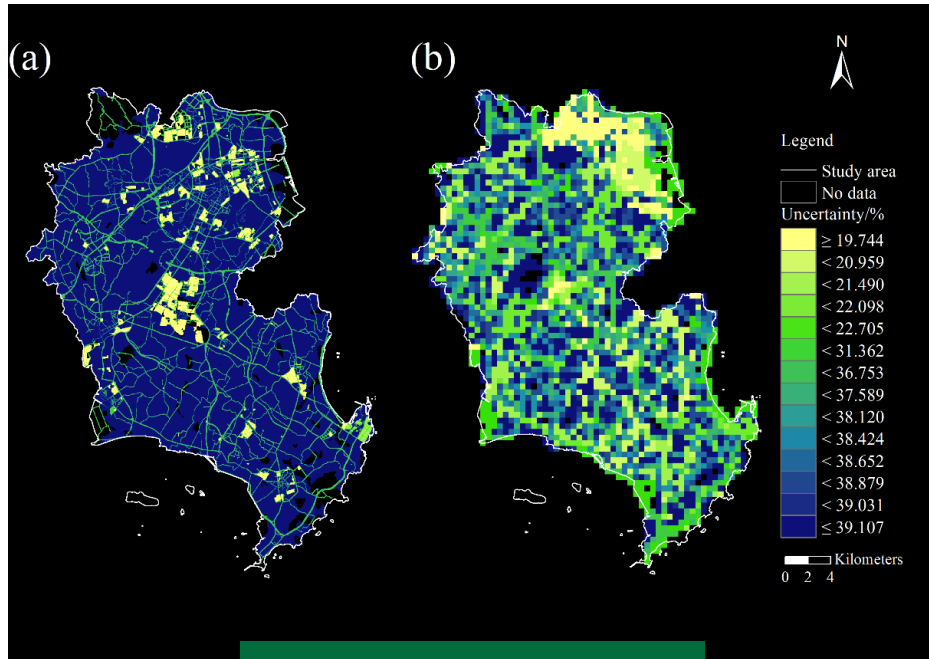 (a)
(b)
N
Legend
Study area
No data
Uncertainty/%
≥ 19.744
< 20.959
< 21.490
< 22.098
< 22.705
< 31.362
< 36.753
< 37.589
< 38.120
< 38.424
< 38.652
< 38.879
< 39.031
≤ 39.107
Kilometers
0 2 4